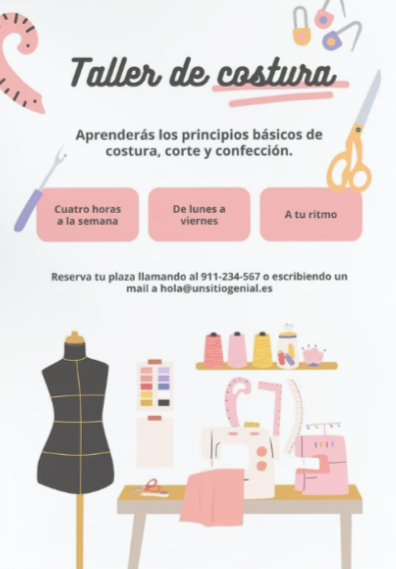 Taller de costura
Aprenderás los principios básicos de
costura, corte y confección.
Cuatro horas
a la semana
De lunes a
viernes
A tu ritmo
Reserva tu plaza llamando al 911-234-567 o escribiendo un
mail a hola@unsitiogenial.es